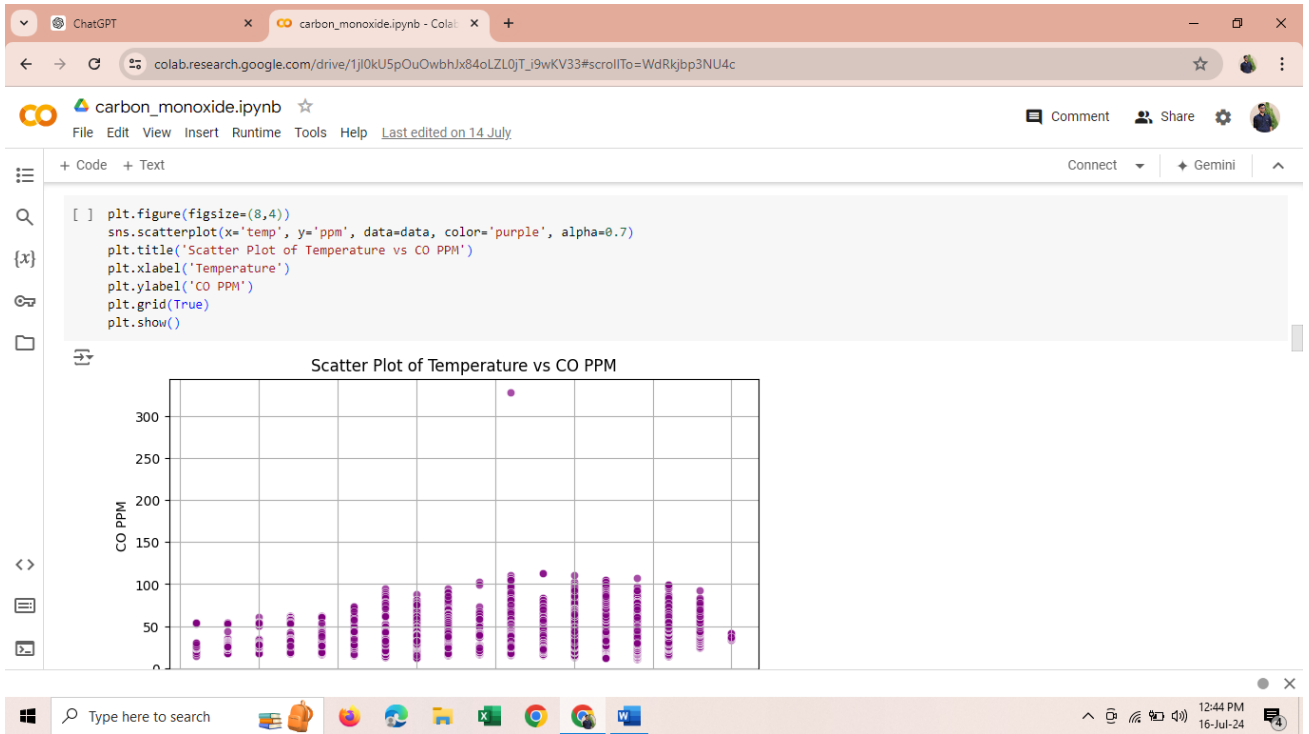 ChatGPT
carbon_monoxide.ipynb - Colab
colab.research.google.com/drive/1jl0kU5pOuOwbhJx84oLZL0jT_i9wKV33#scrollTo=WdRkjbp3NU4c
CO
carbon_monoxide.ipynb
Comment Share
File Edit View Insert Runtime Tools Help Last edited on 14 July
+ Code + Text Connect Gemini
{x}
[ ] plt.figure(figsize=(8,4))
sns.scatterplot(x='temp', y='ppm', data=data, color='purple', alpha=0.7)
plt.title('Scatter Plot of Temperature vs CO PPM')
plt.xlabel('Temperature')
plt.ylabel('CO PPM')
plt.grid(True)
plt.show()
Scatter Plot of Temperature vs CO PPM
300
250
200
150
100
50
0
CO PPM
Type here to search
12:44 PM
16-Jul-24
4